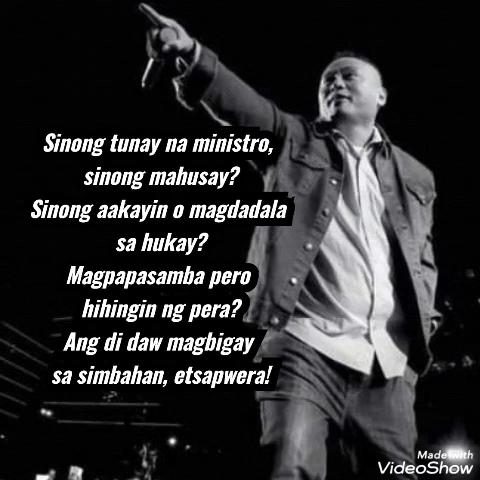 Sinong tunay na ministro,
sinong mahusay?
Sinong aakayin o magdadala
sa hukay?
Magpapasamba pero
hihingin ng pera?
Ang di daw magbigay
sa simbahan, etsapwera!
Made with
VideoShow